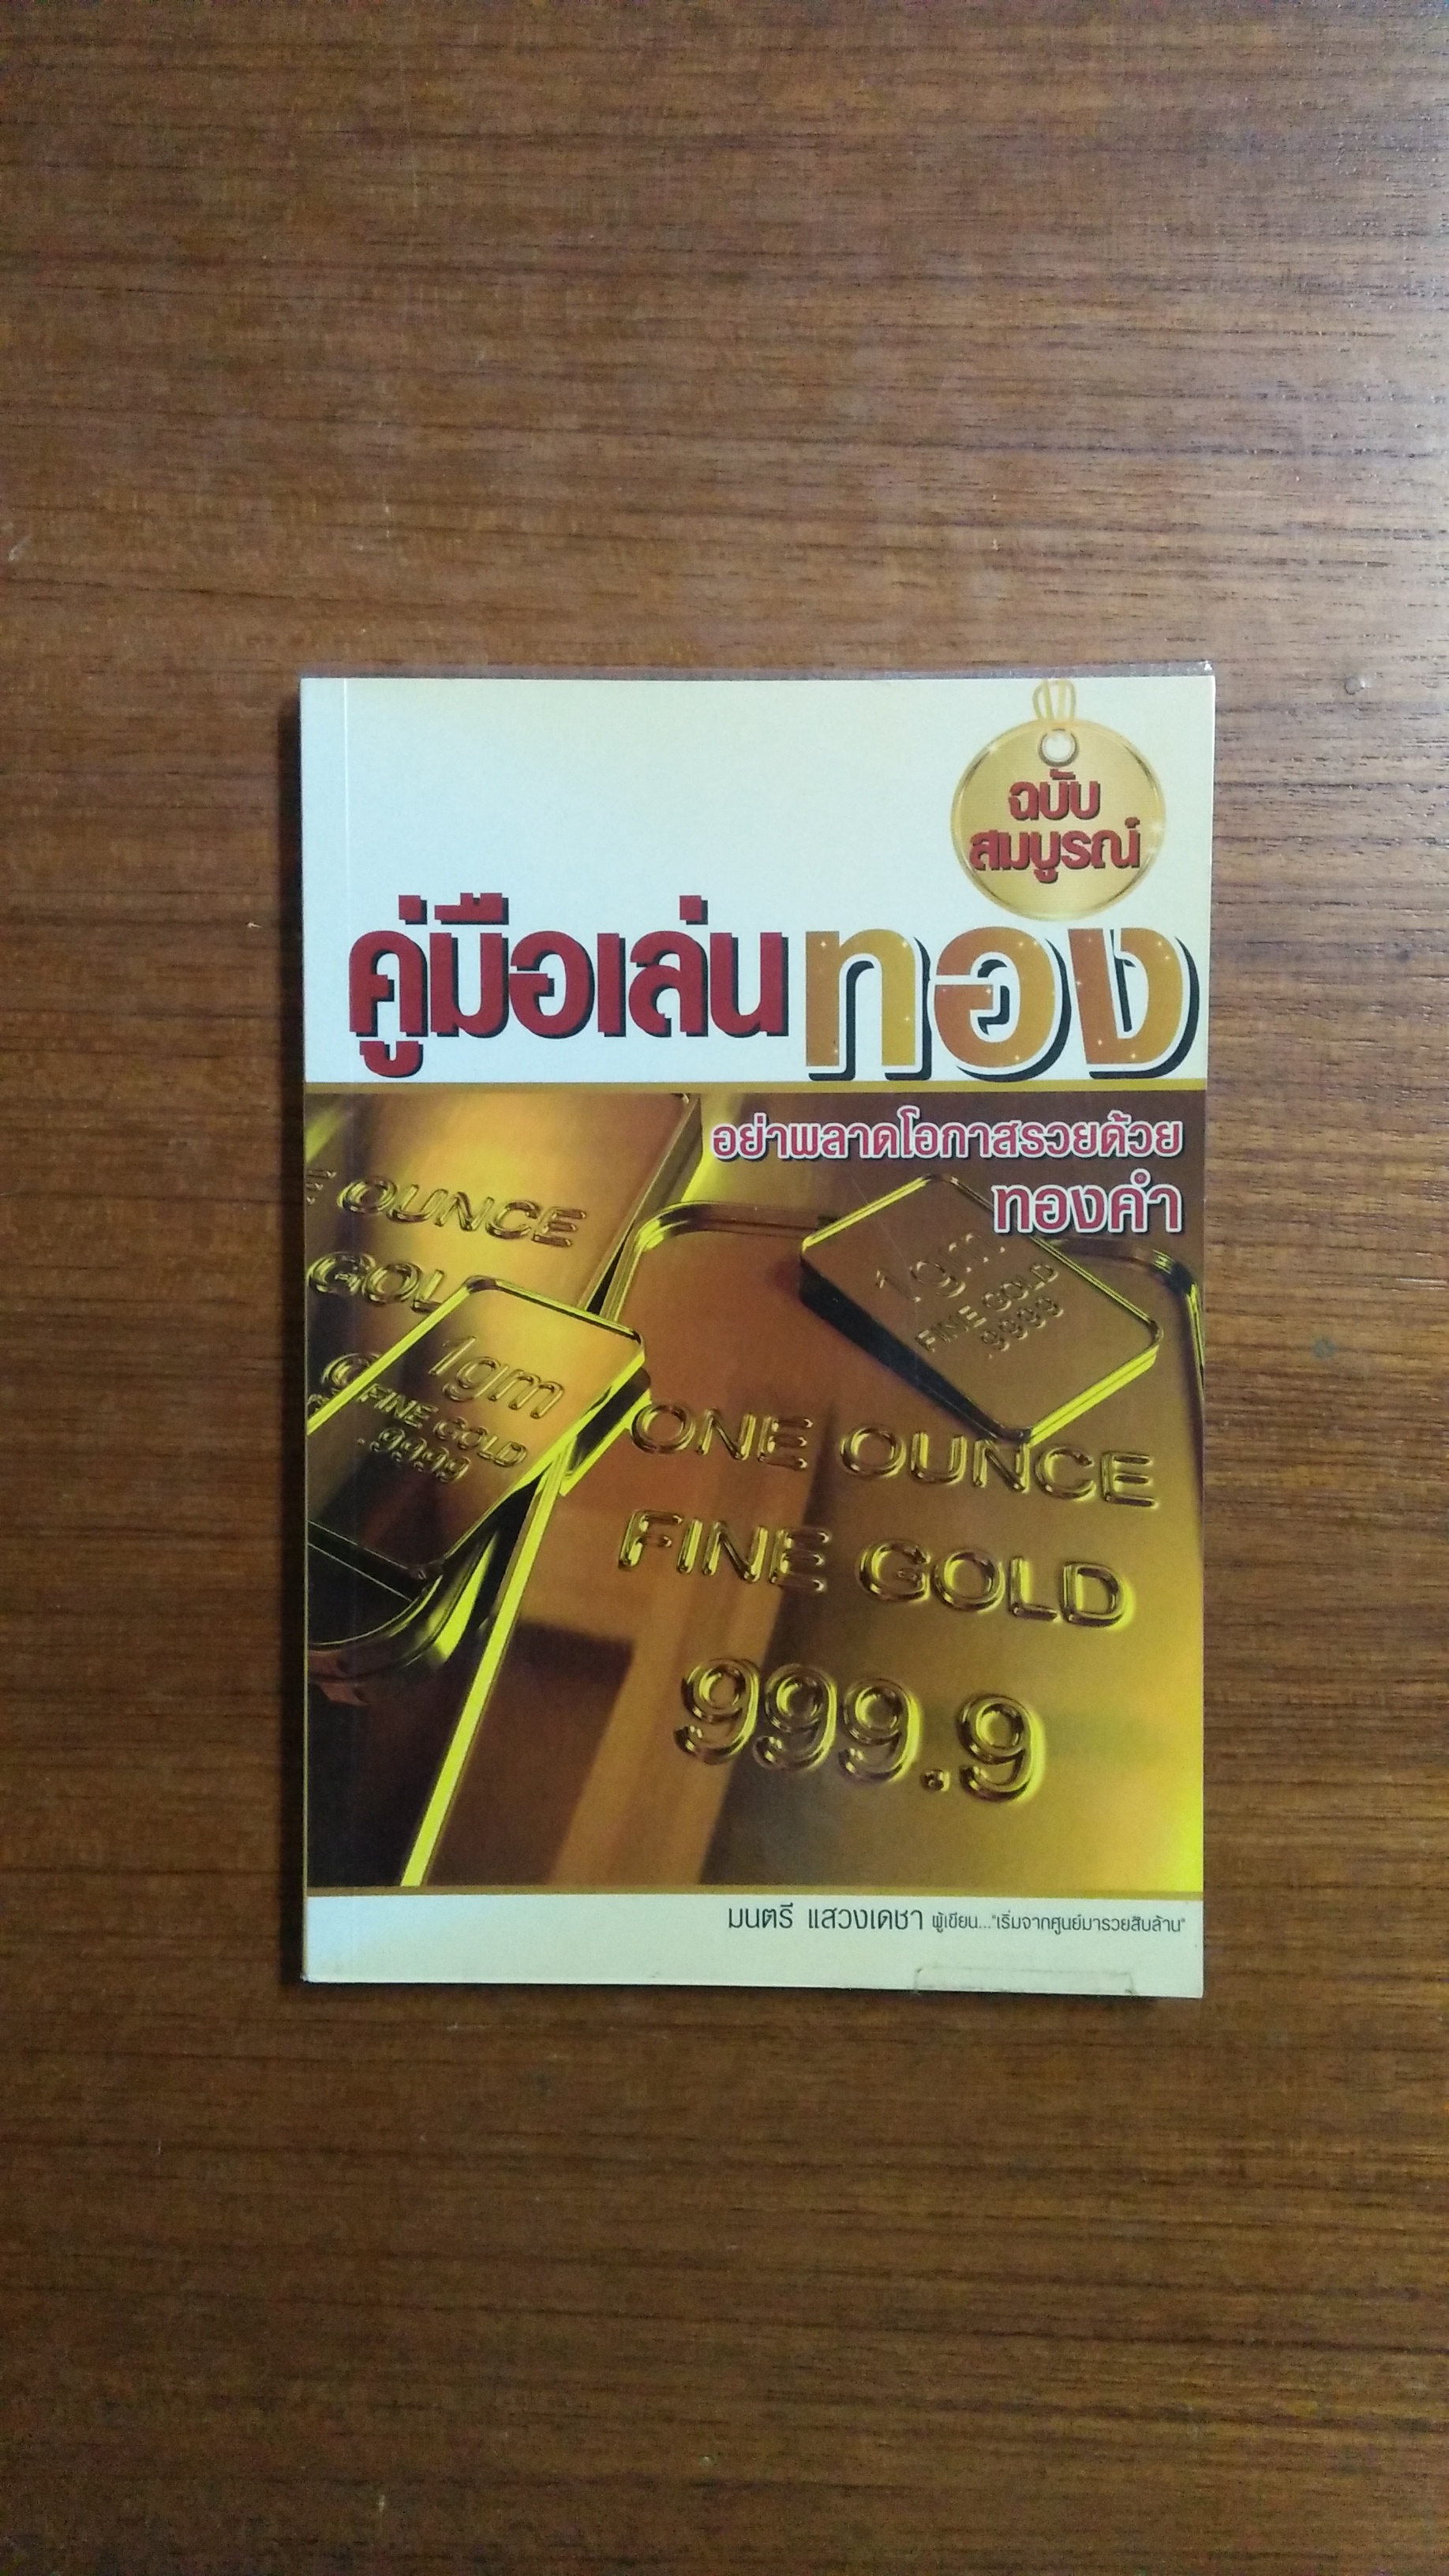 ฉบับ
สมบูรณ์
คู่มือเล่นทอง
อย่าพลาดโอกาสรวยด้วย
ทองคำ
OUNCE
GOL
1gm
FINE GOLD
.9999
1gm
FINE GOLD
.9999
ONE OUNCE
FINE GOLD
999.9
มนตรี แสวงเดชา ผู้เขียน..."เริ่มจากศูนย์มารวยสิบล้าน"